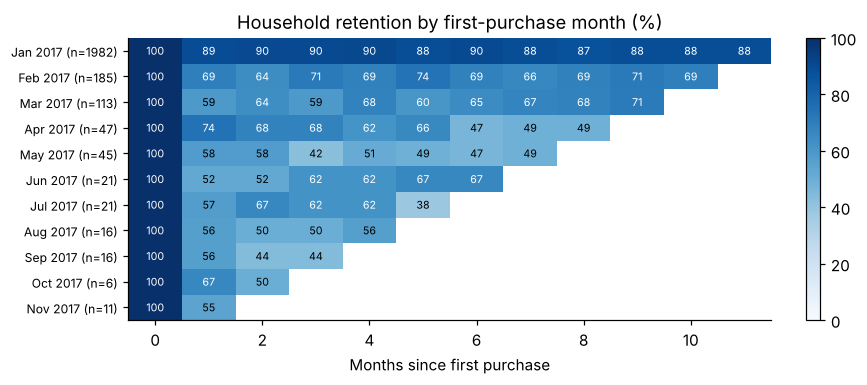 Household retention by first-purchase month (%)
Jan 2017 (n=1982) 100 89 90 90 90 88 90 88 87 88 88 88
Feb 2017 (n=185) 100 69 64 71 69 74 69 66 69 71 69
Mar 2017 (n=113) 100 59 64 59 68 60 65 67 68 71
Apr 2017 (n=47) 100 74 68 68 62 66 47 49 49
May 2017 (n=45) 100 58 58 42 51 49 47 49
Jun 2017 (n=21) 100 52 52 62 62 67 67
Jul 2017 (n=21) 100 57 67 62 62 38
Aug 2017 (n=16) 100 56 50 50 56
Sep 2017 (n=16) 100 56 44 44
Oct 2017 (n=6) 100 67 50
Nov 2017 (n=11) 100 55
0 2 4 6 8 10
Months since first purchase
100
80
60
40
20
0